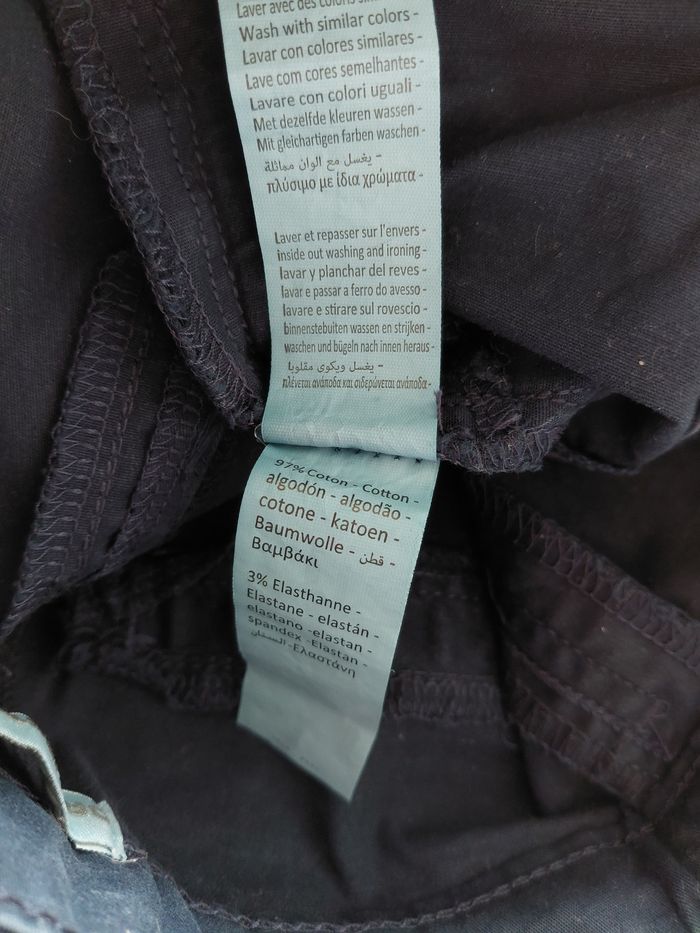 Laver avec des
Wash with similar colors -
Lavar con colores similares -
Lave com cores semelhantes -
Lavare con colori uguali -
Met dezelfde kleuren wassen -
Mit gleichartigen farben waschen -
يغسل مع الوان مماثلة -
πλύσιμο με ίδια χρώματα -
Laver et repasser sur l'envers -
inside out washing and ironing -
lavar y planchar del reves -
lavar e passar a ferro do avesso -
lavare e stirare sul rovescio -
binnenstebuiten wassen en strijken -
waschen und bügeln nach innen heraus -
يغسل ويكوى مقلوبا -
πλένεται ανάποδα και σιδερώνεται ανάποδα-
97% Coton - Cotton -
algodón - algodão -
cotone - katoen -
Baumwolle - قطن -
Βαμβάκι
3% Elasthanne -
Elastane - elastán -
elastano -elastan -
spandex -Elastan -
-Ελαστάνη